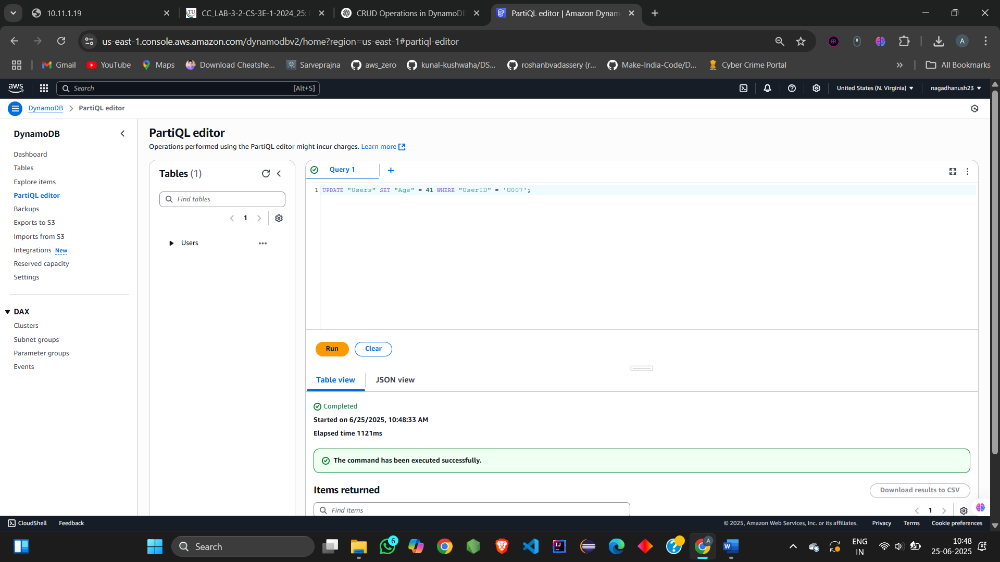 10.11.1.19
CC_LAB-3-2-CS-3E-1-2024_25:
CRUD Operations in DynamoDB
PartiQL editor | Amazon Dynam
us-east-1.console.aws.amazon.com/dynamodbv2/home?region=us-east-1#partiql-editor
BR
A
Gmail
YouTube
Maps
Download Cheatshe...
Sarveprajna
aws_zero
kunal-kushwaha/DS...
roshanbvadassery (r...
Make-India-Code/D...
Cyber Crime Portal
»
All Bookmarks
aws
Search
[Alt+S]
United States (N. Virginia)
nagadhanush23
DynamoDB
PartiQL editor
DynamoDB
Dashboard
Tables
Explore items
PartiQL editor
Backups
Exports to S3
Imports from S3
Integrations New
Reserved capacity
Settings
DAX
Clusters
Subnet groups
Parameter groups
Events
PartiQL editor
Operations performed using the PartiQL editor might incur charges. Learn more
Tables (1)
Find tables
1
Users
Query 1
1 UPDATE "Users" SET "Age" = 41 WHERE "UserID" = 'U007';
Run
Clear
Table view
JSON view
Completed
Started on 6/25/2025, 10:48:33 AM
Elapsed time 1121ms
The command has been executed successfully.
Items returned
Download results to CSV
Find items
1
CloudShell
Feedback
© 2025, Amazon Web Services, Inc. or its affiliates.
Privacy
Terms
Cookie preferences
Search
6
A
ENG
IN
10:48
25-06-2025